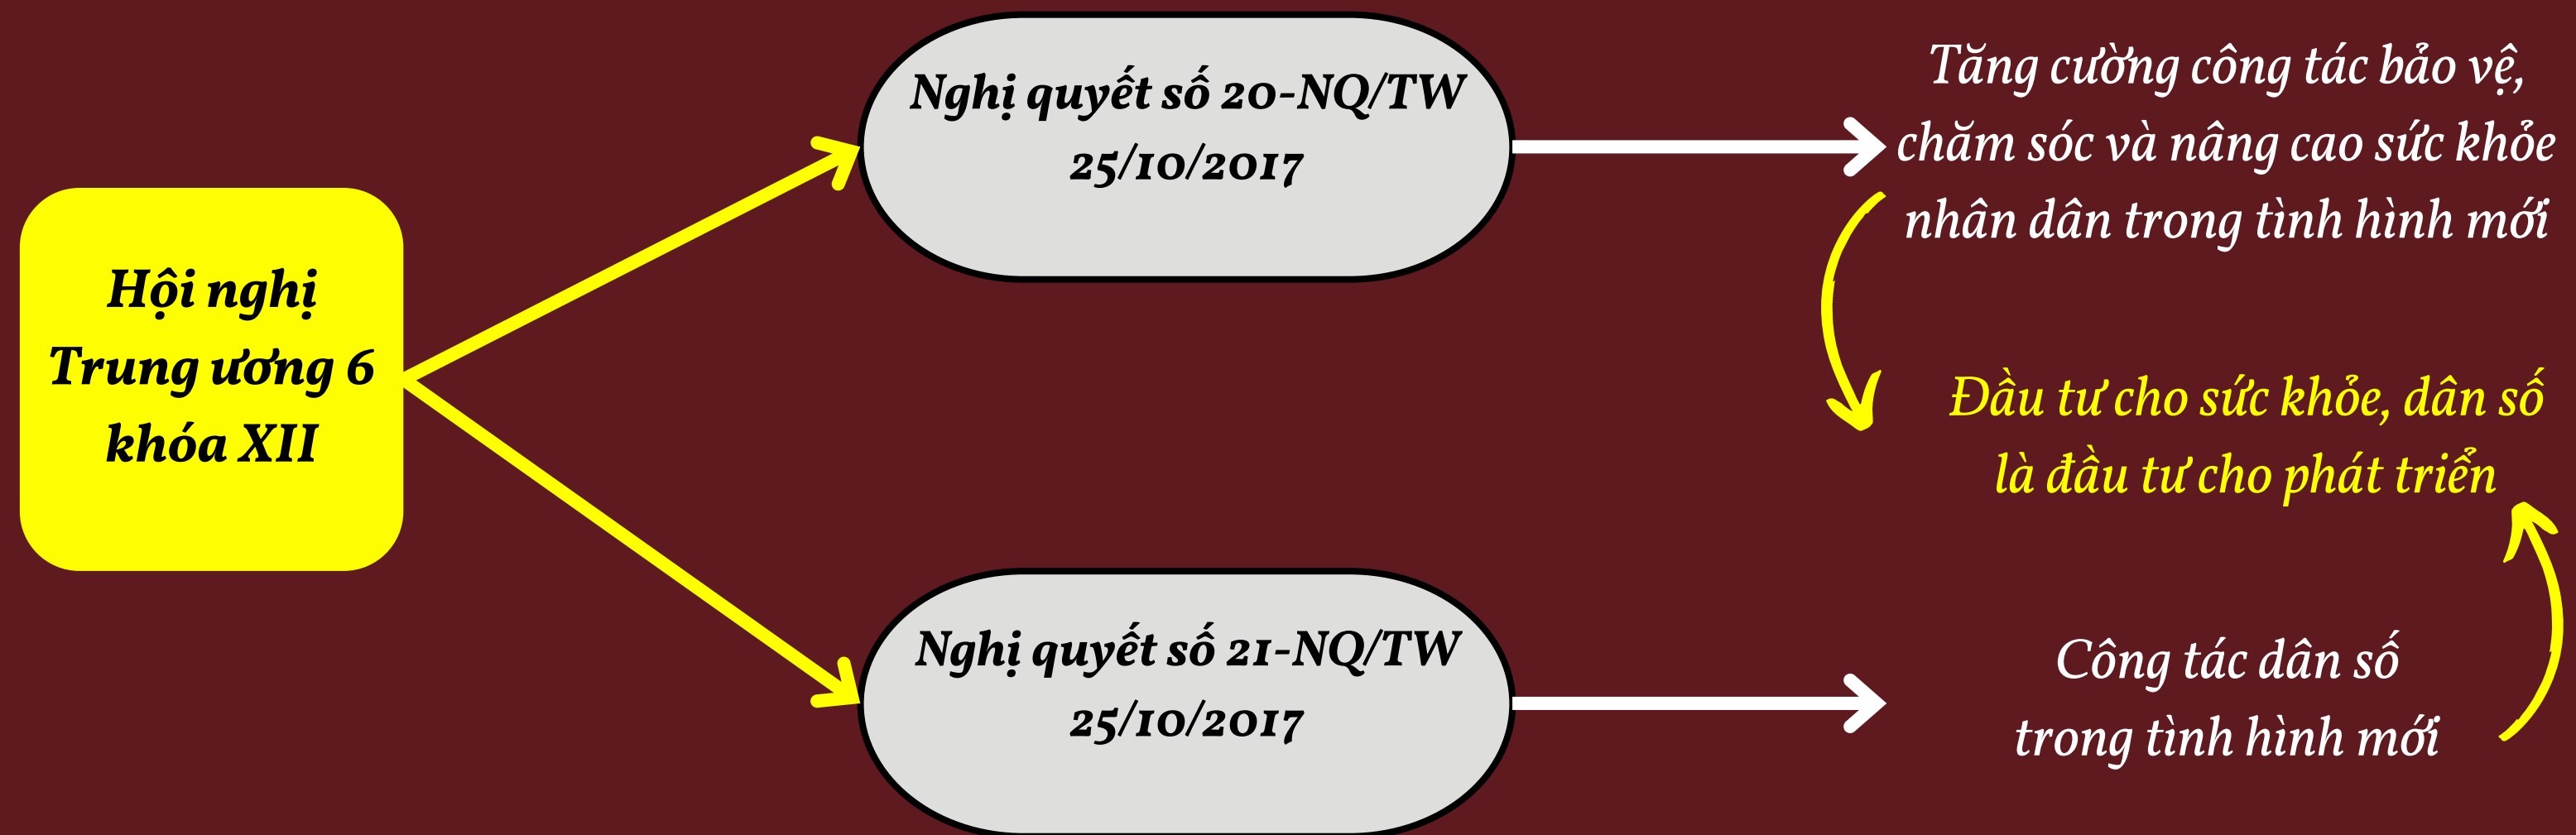 Hội nghị
Trung ương 6
khóa XII
Nghị quyết số 20-NQ/TW
25/10/2017
Tăng cường công tác bảo vệ,
chăm sóc và nâng cao sức khỏe
nhân dân trong tình hình mới
Đầu tư cho sức khỏe, dân số
là đầu tư cho phát triển
Nghị quyết số 21-NQ/TW
25/10/2017
Công tác dân số
trong tình hình mới